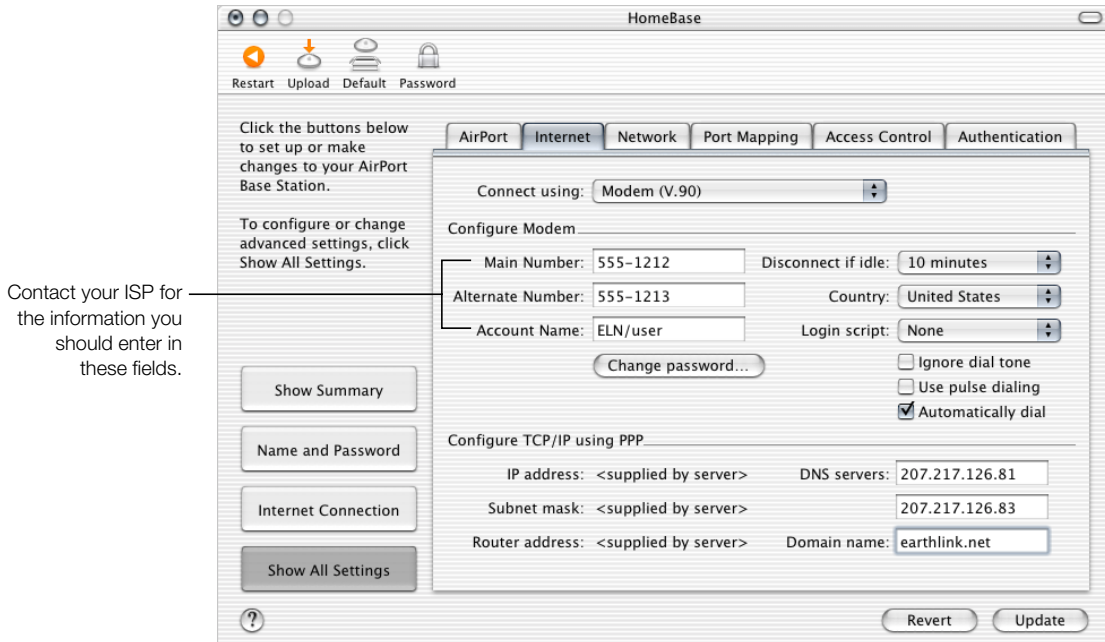 HomeBase
Restart Upload Default Password
Click the buttons below
to set up or make
changes to your AirPort
Base Station.
To configure or change
advanced settings, click
Show All Settings.
Contact your ISP for
the information you
should enter in
these fields.
Show Summary
Name and Password
Internet Connection
Show All Settings
AirPort Internet Network Port Mapping Access Control Authentication
Connect using: Modem (V.90)
Configure Modem
Main Number: 555-1212 Disconnect if idle: 10 minutes
Alternate Number: 555-1213 Country: United States
Account Name: ELN/user Login script: None
Change password... Ignore dial tone
Use pulse dialing
Automatically dial
Configure TCP/IP using PPP
IP address: <supplied by server> DNS servers: 207.217.126.81
Subnet mask: <supplied by server> 207.217.126.83
Router address: <supplied by server> Domain name: earthlink.net
? Revert Update